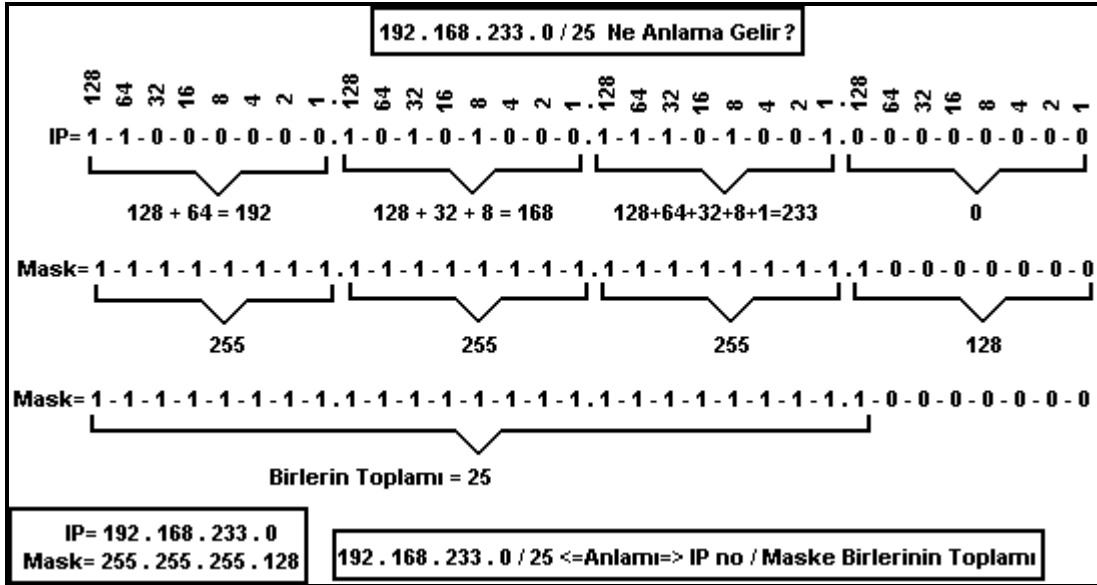 192 . 168 . 233 . 0 / 25 Ne Anlama Gelir?
128 64 32 16 8 4 2 1 . 128 64 32 16 8 4 2 1 . 128 64 32 16 8 4 2 1 . 128 64 32 16 8 4 2 1
IP= 1 - 1 - 0 - 0 - 0 - 0 - 0 - 0 . 1 - 0 - 1 - 0 - 1 - 0 - 0 - 0 . 1 - 1 - 1 - 0 - 1 - 0 - 0 - 1 . 0 - 0 - 0 - 0 - 0 - 0 - 0 - 0
128 + 64 = 192 128 + 32 + 8 = 168 128+64+32+8+1=233 0
Mask= 1 - 1 - 1 - 1 - 1 - 1 - 1 - 1 . 1 - 1 - 1 - 1 - 1 - 1 - 1 - 1 . 1 - 1 - 1 - 1 - 1 - 1 - 1 - 1 . 1 - 0 - 0 - 0 - 0 - 0 - 0 - 0
255 255 255 128
Mask= 1 - 1 - 1 - 1 - 1 - 1 - 1 - 1 . 1 - 1 - 1 - 1 - 1 - 1 - 1 - 1 . 1 - 1 - 1 - 1 - 1 - 1 - 1 - 1 . 1 - 0 - 0 - 0 - 0 - 0 - 0 - 0
Birlerin Toplamı = 25
IP= 192 . 168 . 233 . 0
Mask= 255 . 255 . 255 . 128
192 . 168 . 233 . 0 / 25 <=Anlamı=> IP no / Maske Birlerinin Toplamı